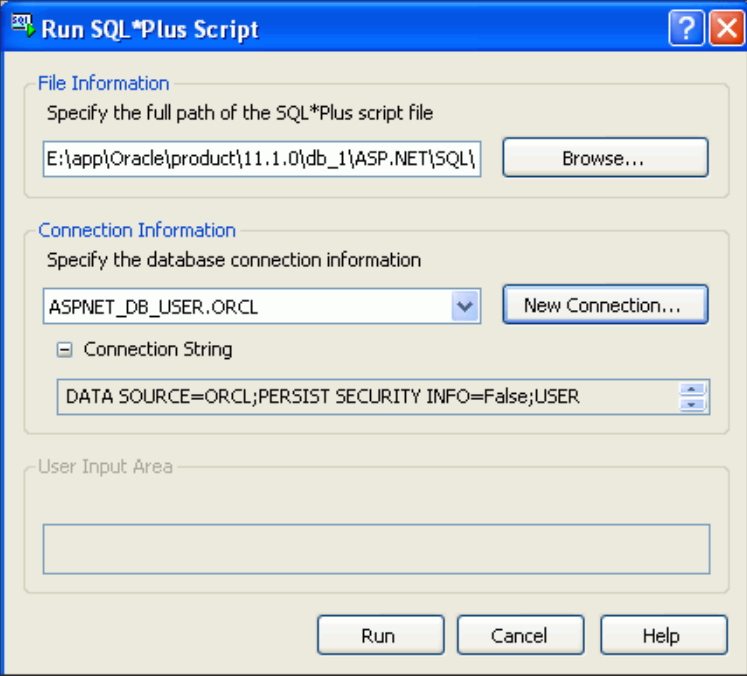 Run SQL*Plus Script
File Information
Specify the full path of the SQL*Plus script file
E:\app\Oracle\product\11.1.0\db_1\ASP.NET\SQL\
Browse...
Connection Information
Specify the database connection information
ASPNET_DB_USER.ORCL
New Connection...
Connection String
DATA SOURCE=ORCL;PERSIST SECURITY INFO=False;USER
User Input Area
Run
Cancel
Help